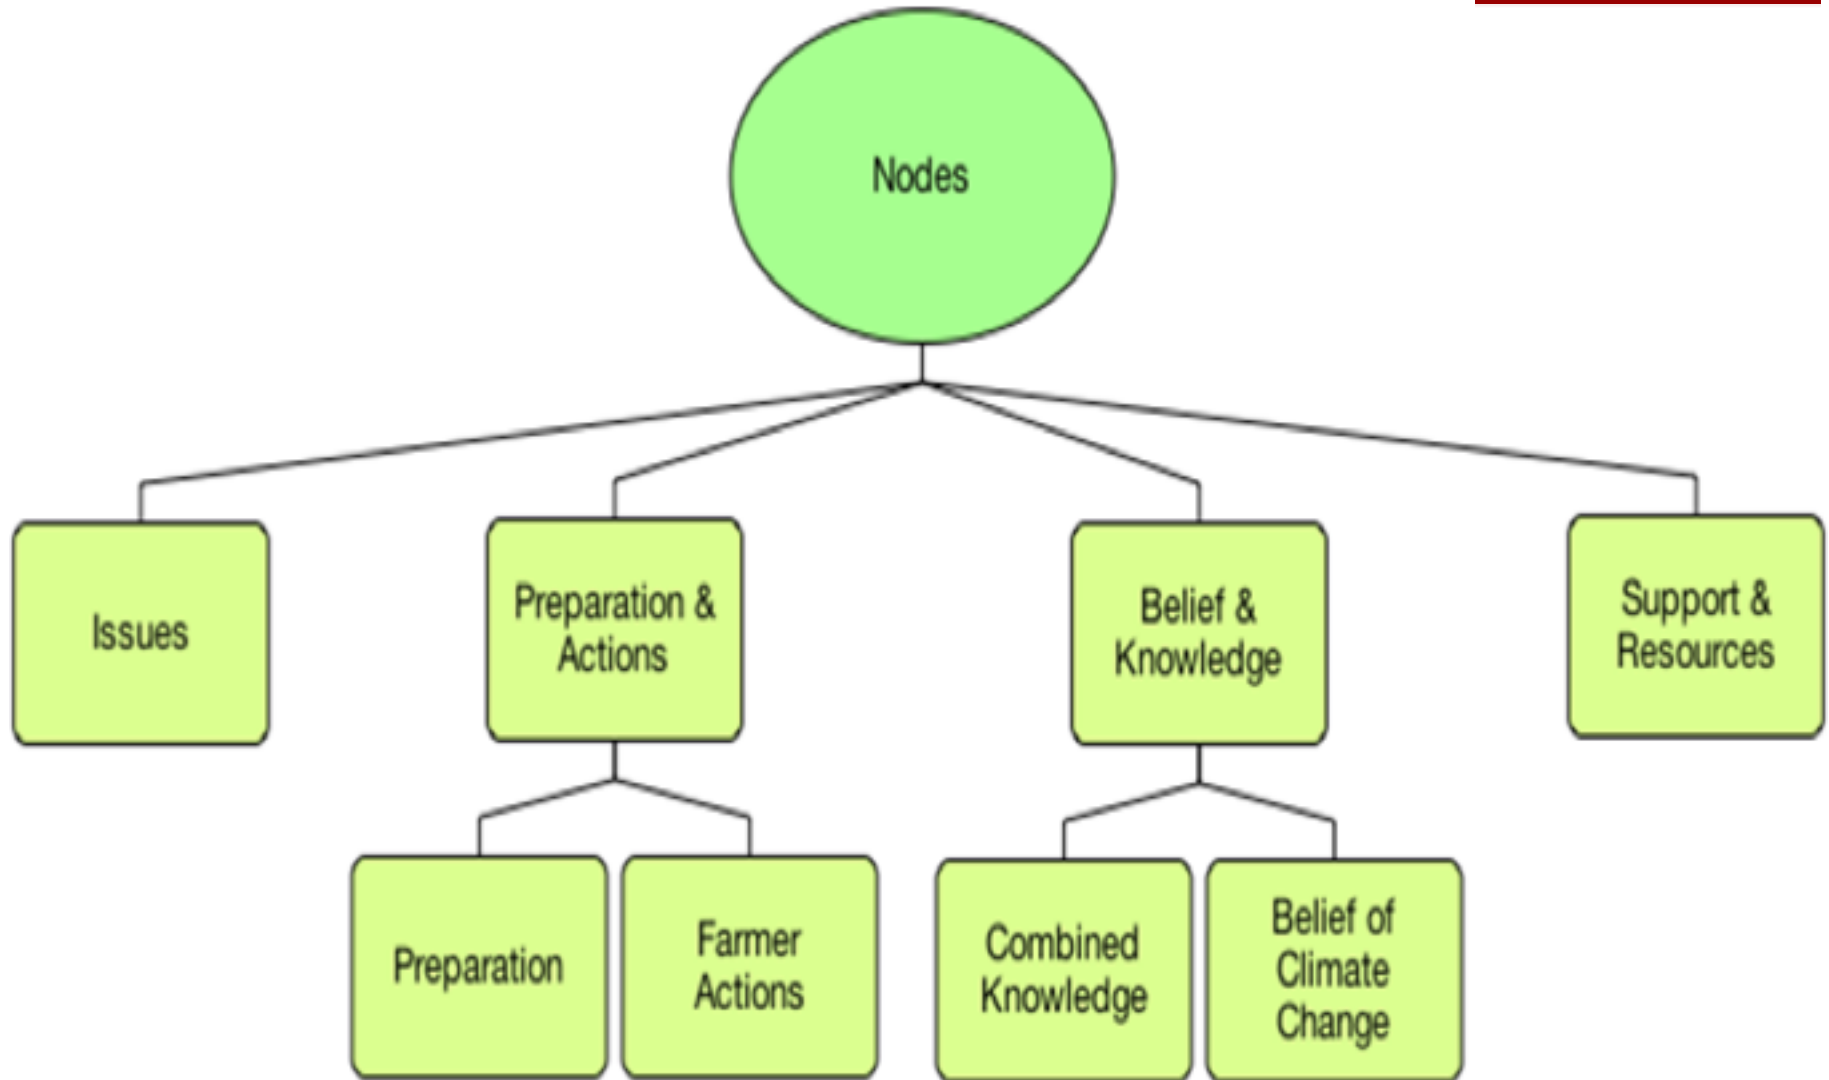 Nodes
Issues
Preparation &
Actions
Belief &
Knowledge
Support &
Resources
Preparation
Farmer
Actions
Combined
Knowledge
Belief of
Climate
Change